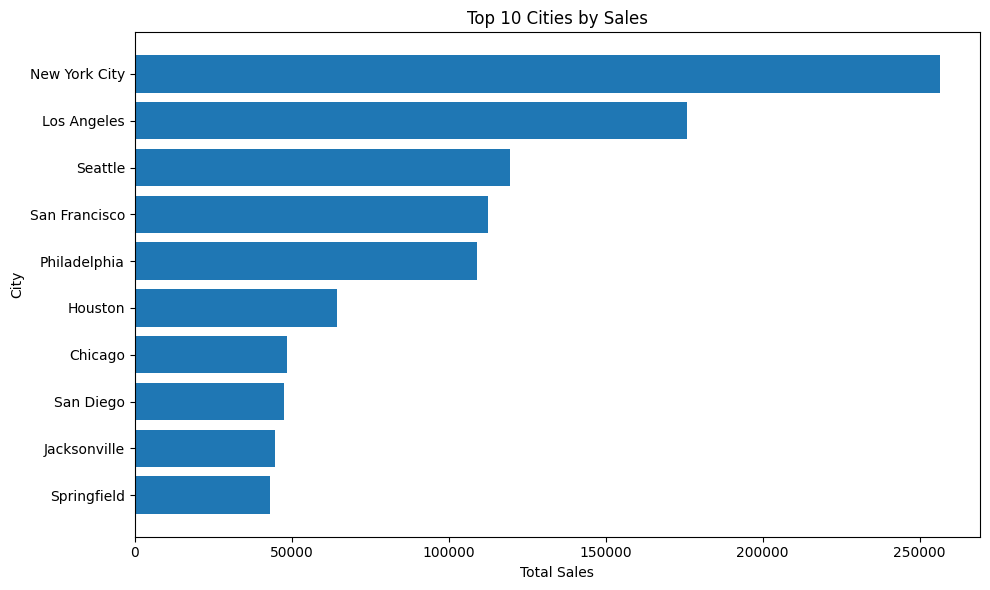 Top 10 Cities by Sales
City
New York City
Los Angeles
Seattle
San Francisco
Philadelphia
Houston
Chicago
San Diego
Jacksonville
Springfield
0 50000 100000 150000 200000 250000
Total Sales